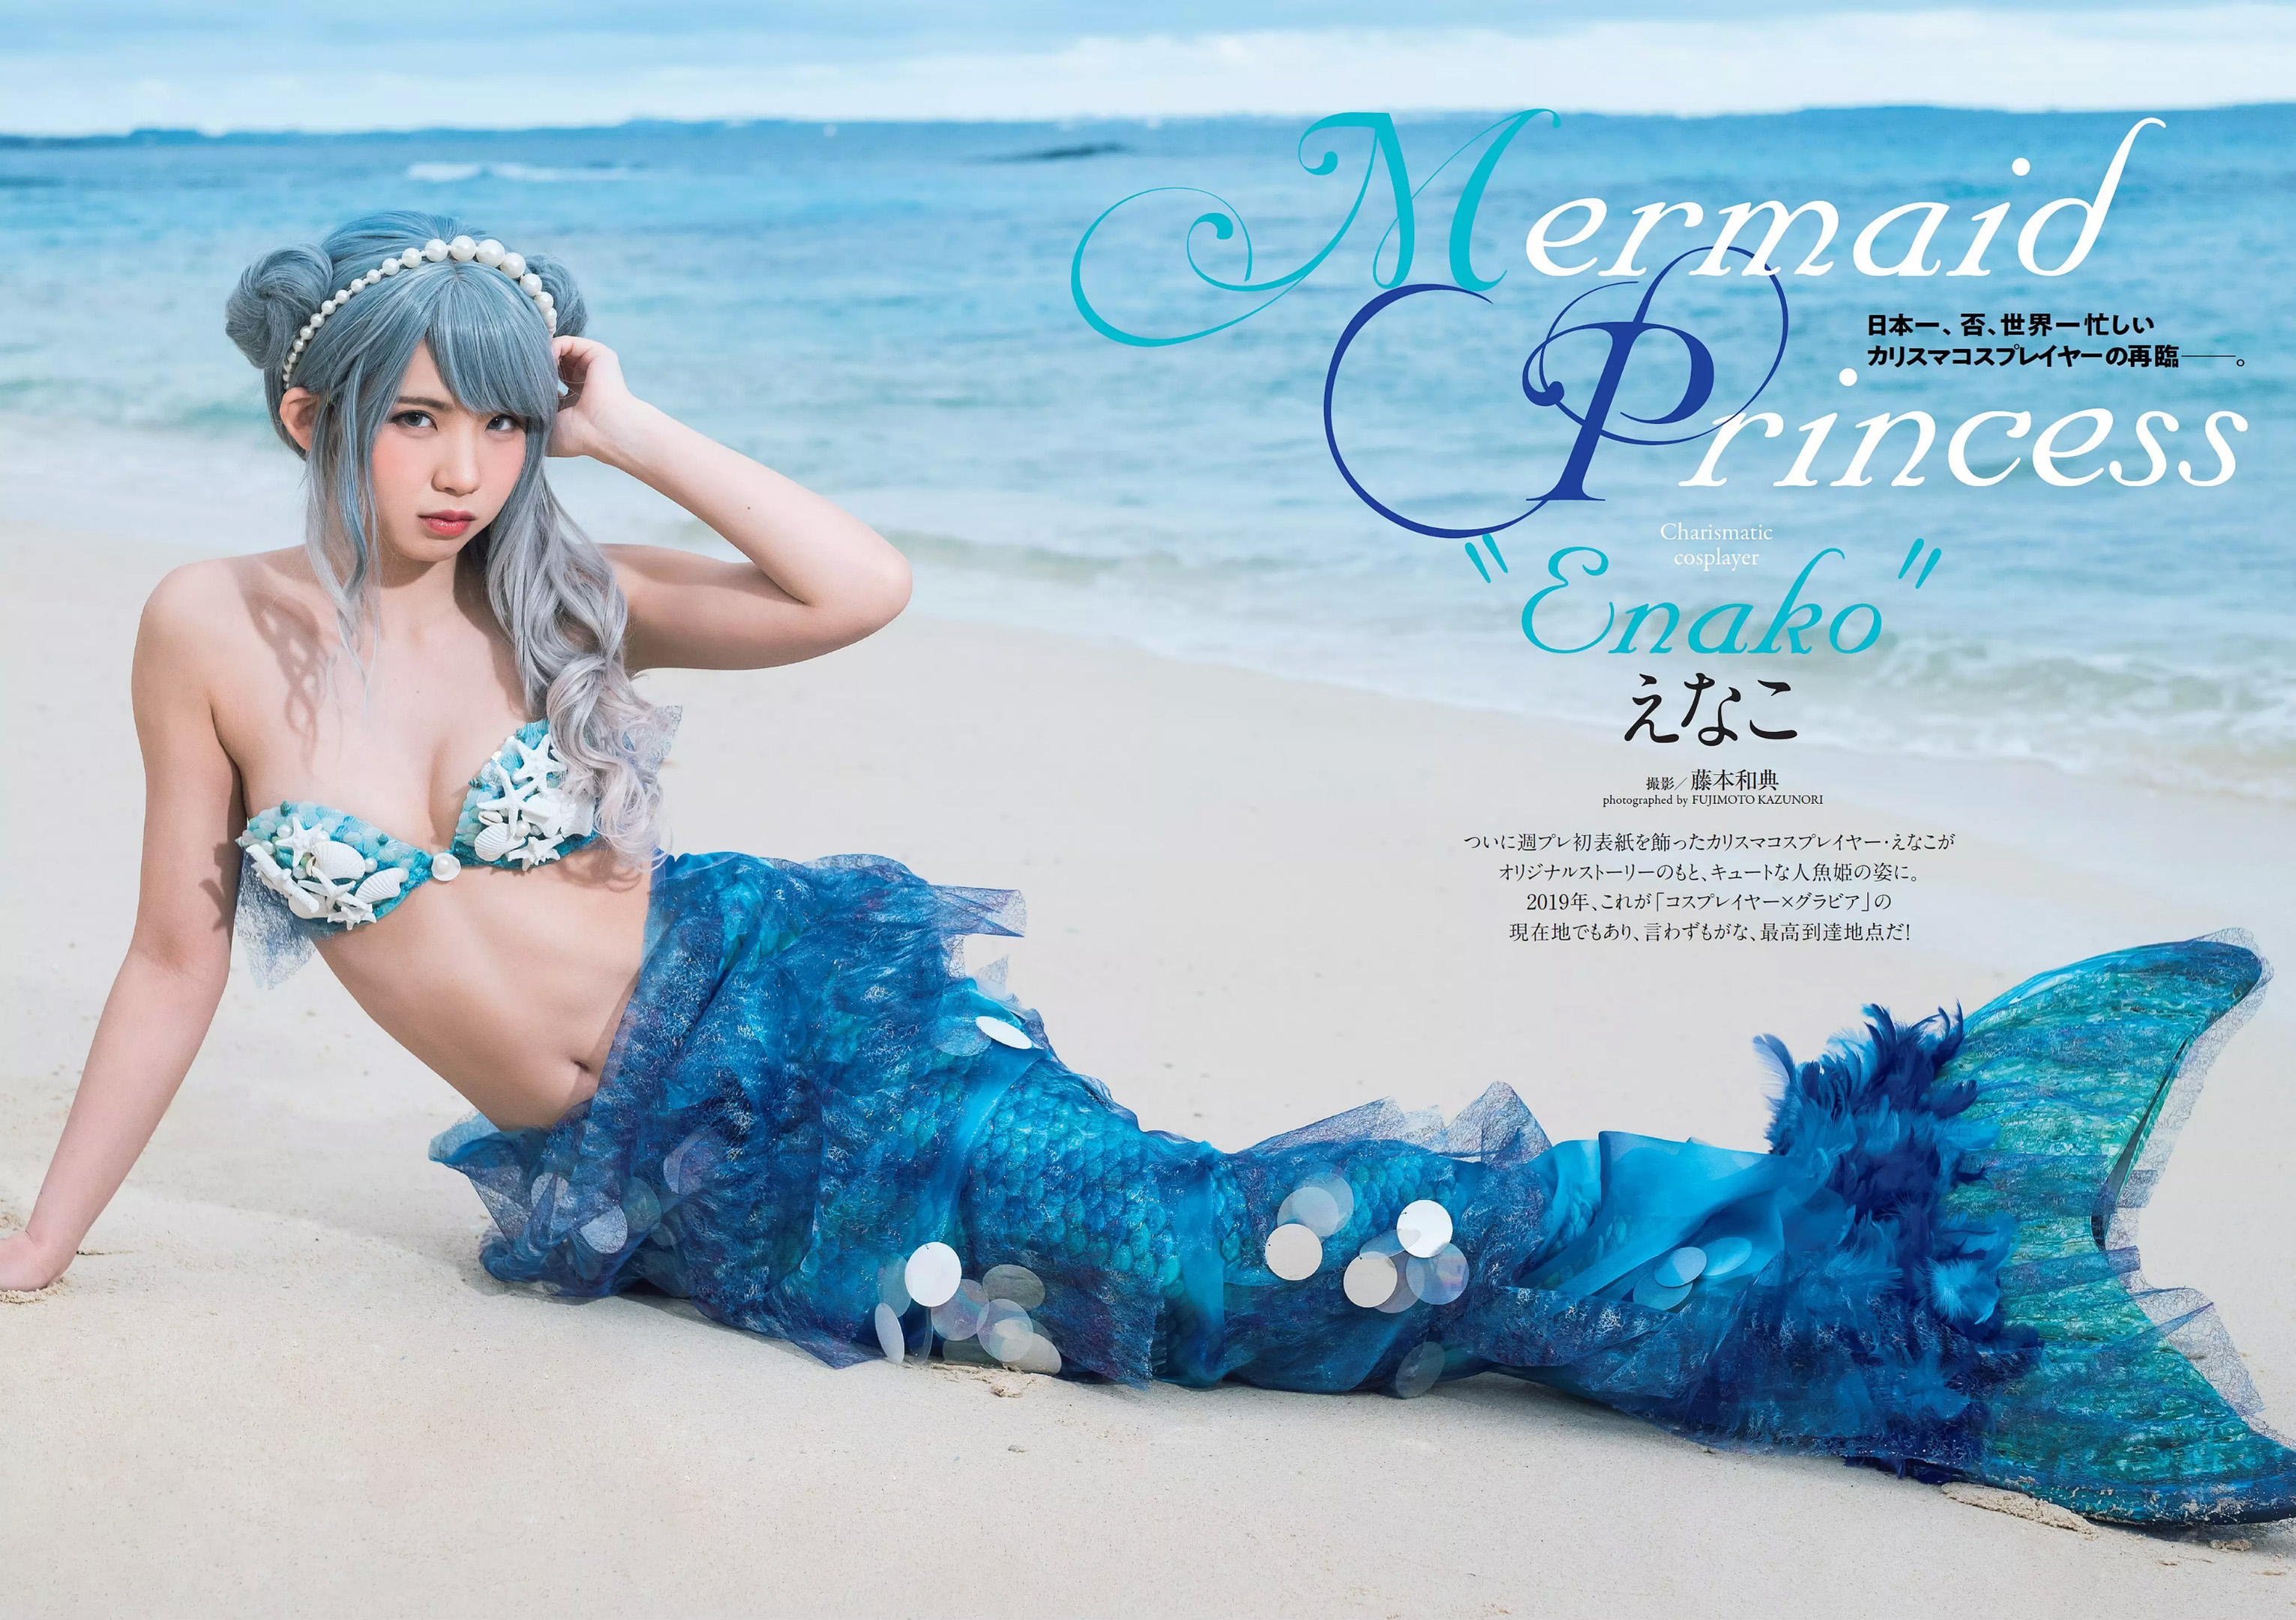 Mermaid
日本一、否、世界一忙しい
カリスマコスプレイヤーの再臨──。
Princess
Charismatic
cosplayer
"Enako"
えなこ
撮影／藤本和典
photographed by FUJIMOTO KAZUNORI
ついに週プレ初表紙を飾ったカリスマコスプレイヤー・えなこが
オリジナルストーリーのもと、キュートな人魚姫の姿に。
2019年、これが「コスプレイヤー×グラビア」の
現在地でもあり、言わずもがな、最高到達地点だ!